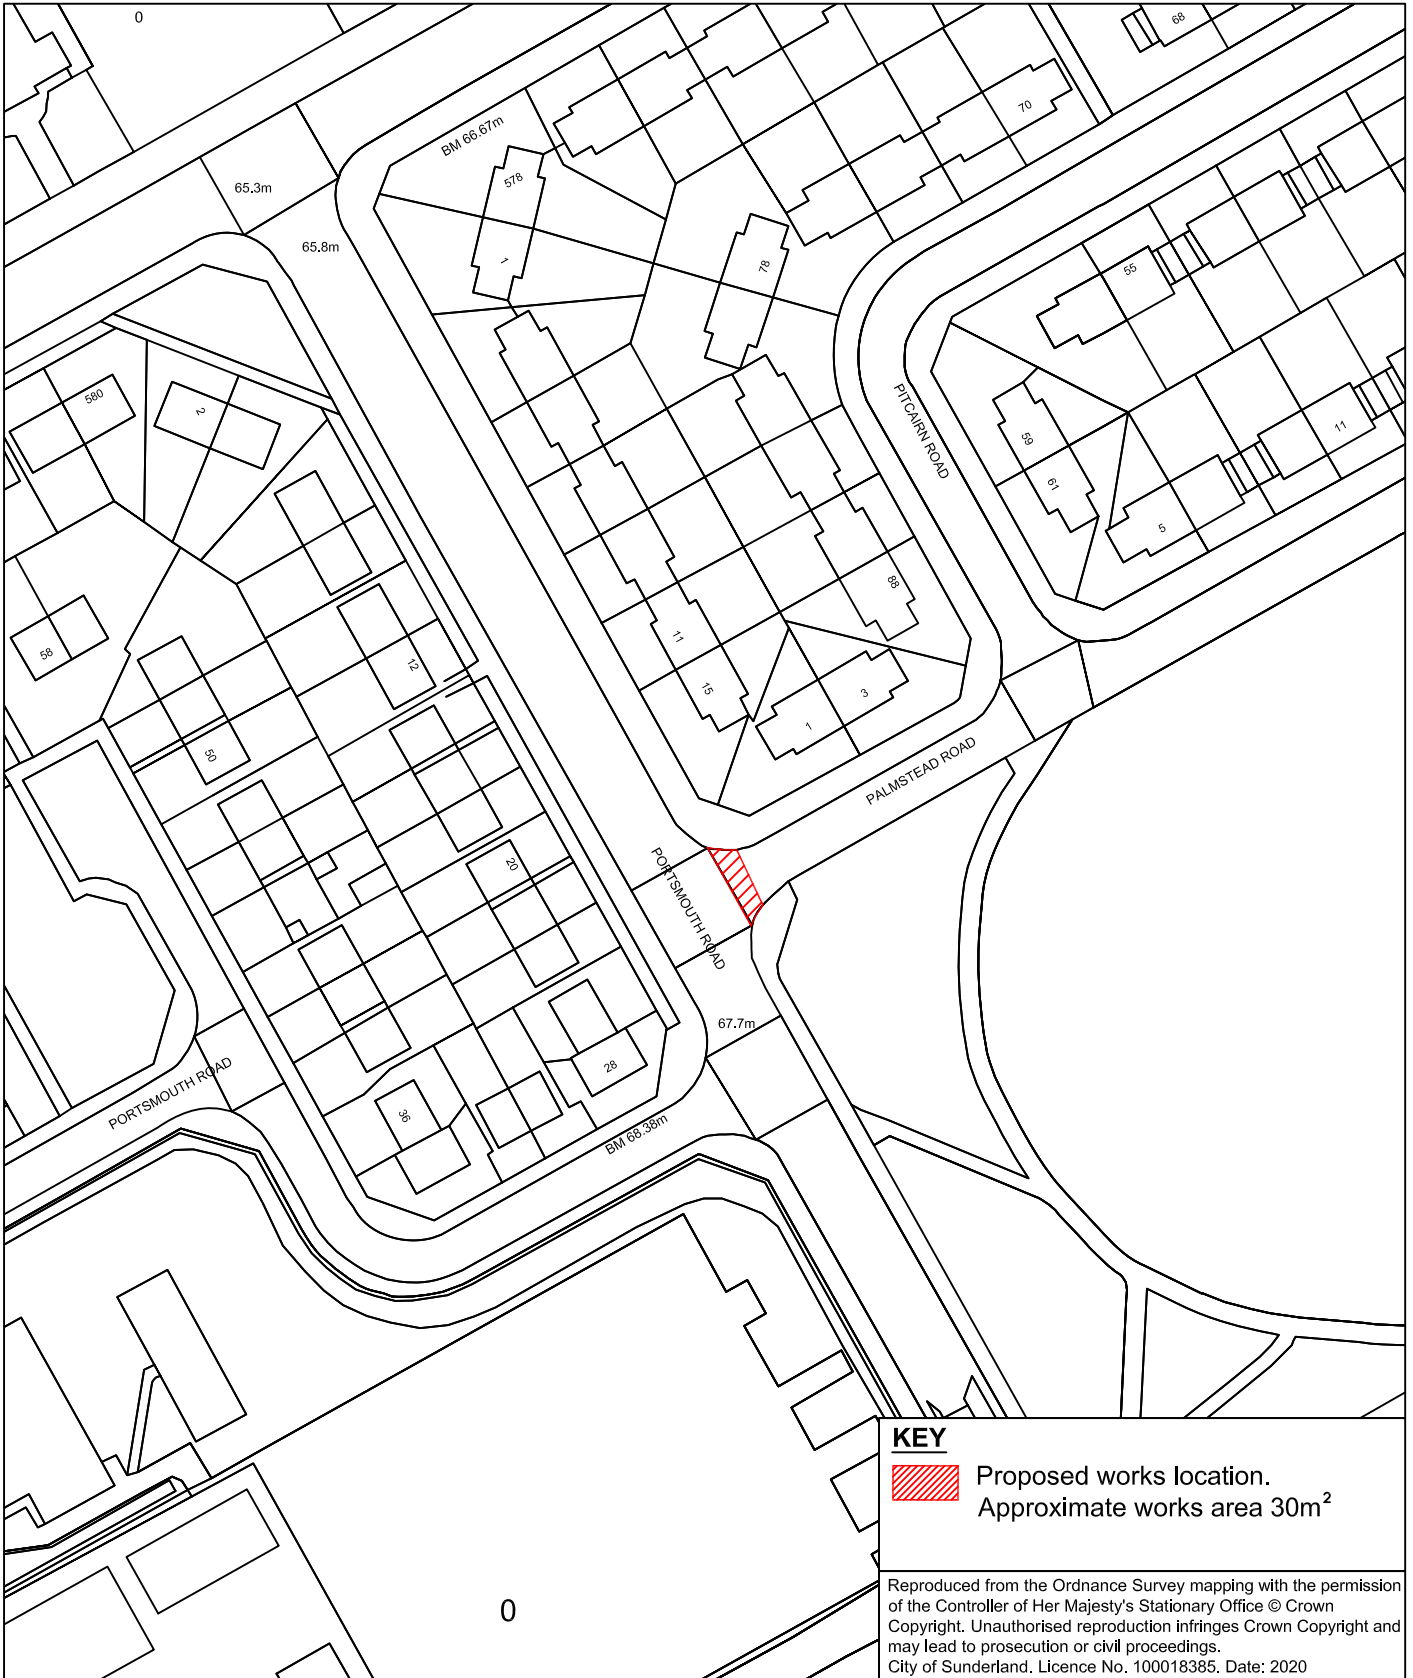 0
68
BM 66.67m
70
578
65.3m
65.8m
1
78
55
580
2
PITCAIRN ROAD
59
11
61
5
88
58
11
12
15
3
50
1
PALMSTEAD ROAD
20
PORTSMOUTH ROAD
67.7m
28
PORTSMOUTH ROAD
36
BM 68.38m
0
KEY
Proposed works location.
Approximate works area 30m²
Reproduced from the Ordnance Survey mapping with the permission
of the Controller of Her Majesty's Stationary Office © Crown
Copyright. Unauthorised reproduction infringes Crown Copyright and
may lead to prosecution or civil proceedings.
City of Sunderland. Licence No. 100018385. Date: 2020